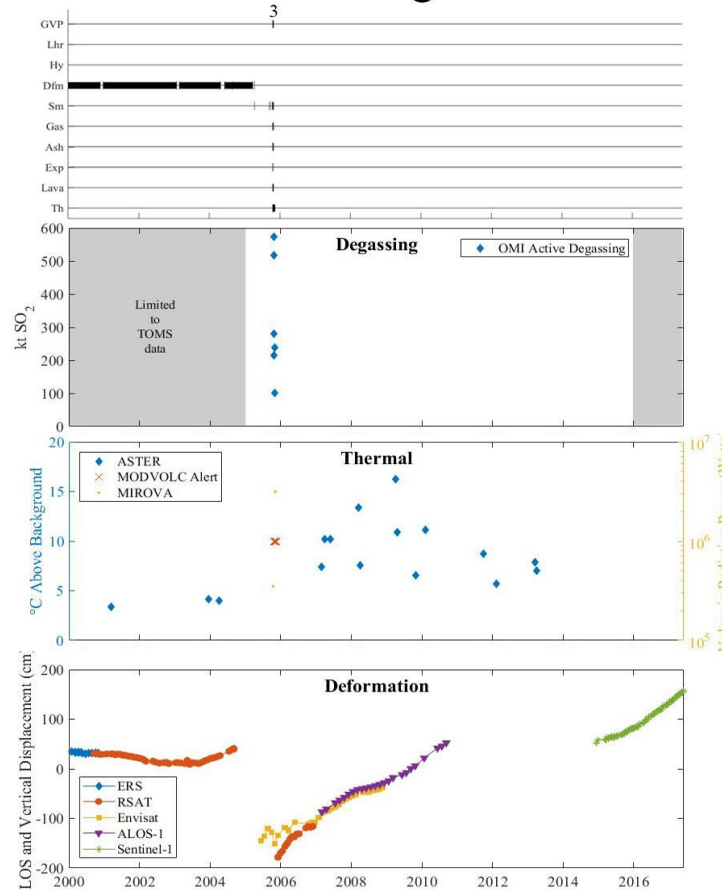 3
GVP
Lhr
Hy
Dfm
Sm
Gas
Ash
Exp
Lava
Th
Degassing
OMI Active Degassing
Limited
to
TOMS
data
kt SO2
600
500
400
300
200
100
0
Thermal
ASTER
MODVOLC Alert
MIROVA
°C Above Background
20
15
10
5
0
10^7
10^6
10^5
Deformation
LOS and Vertical Displacement (cm)
200
100
0
-100
-200
ERS
RSAT
Envisat
ALOS-1
Sentinel-1
2000 2002 2004 2006 2008 2010 2012 2014 2016